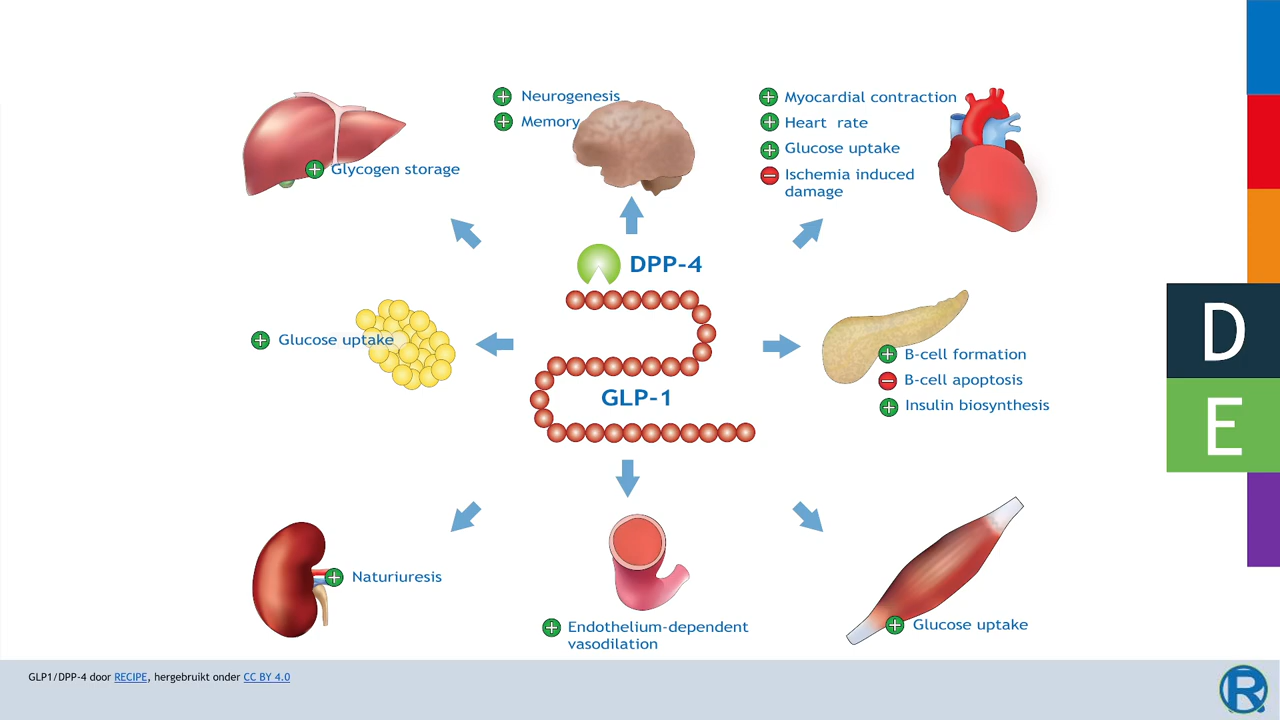 Neurogenesis
Memory
Myocardial contraction
Heart rate
Glucose uptake
Ischemia induced
damage
Glycogen storage
DPP-4
Glucose uptake
B-cell formation
B-cell apoptosis
Insulin biosynthesis
GLP-1
D
E
Naturiuresis
Endothelium-dependent
vasodilation
Glucose uptake
GLP1/DPP-4 door RECIPE, hergebruikt onder CC BY 4.0
R